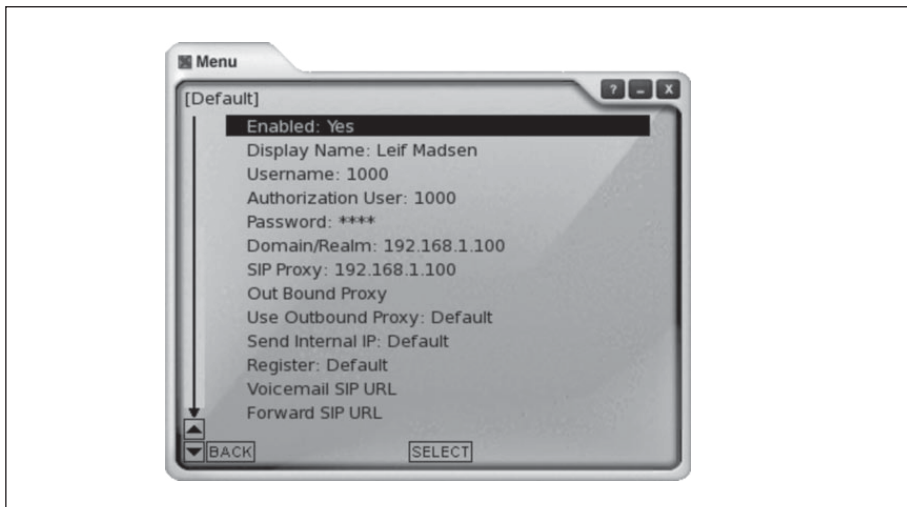 Menu
? - X
[Default]
Enabled: Yes
Display Name: Leif Madsen
Username: 1000
Authorization User: 1000
Password: ****
Domain/Realm: 192.168.1.100
SIP Proxy: 192.168.1.100
Out Bound Proxy
Use Outbound Proxy: Default
Send Internal IP: Default
Register: Default
Voicemail SIP URL
Forward SIP URL
BACK SELECT